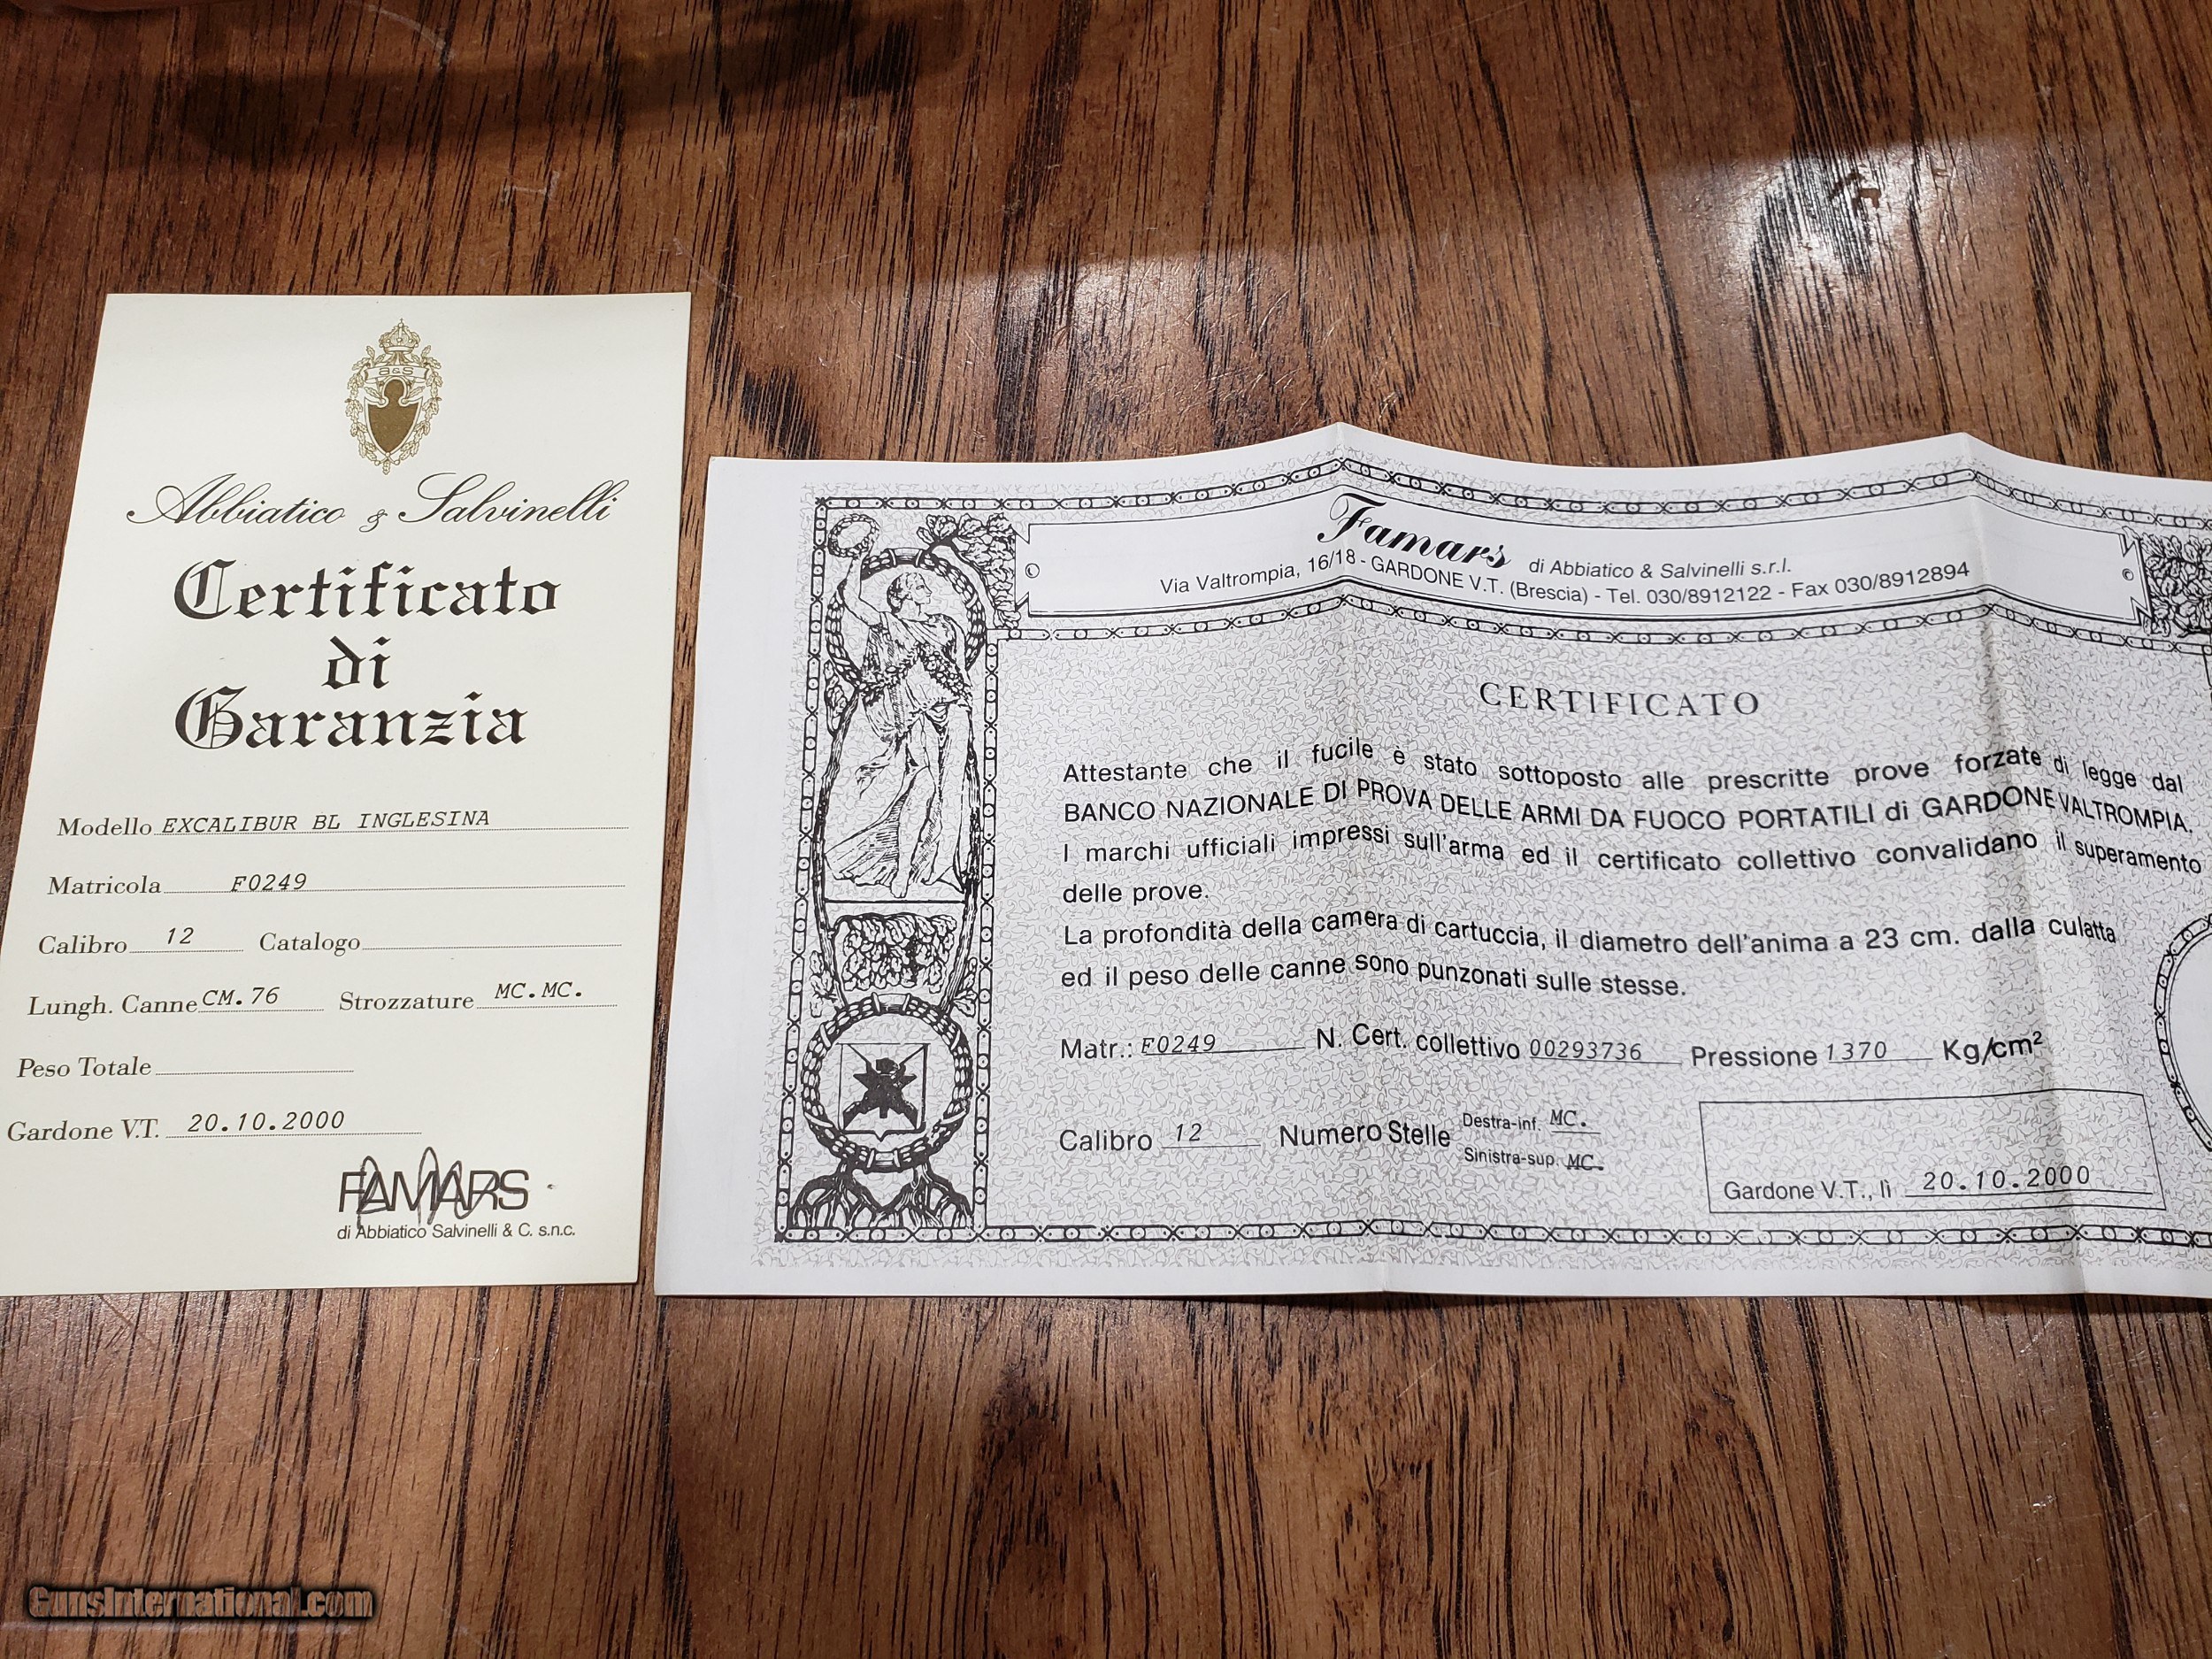 a&s
Abbiatico & Salvinelli
Certificato
di
Garanzia
Modello EXCALIBUR BL INGLESINA
Matricola F0249
Calibro 12 Catalogo
Lungh. Canne CM.76 Strozzature MC.MC.
Peso Totale
Gardone V.T. 20.10.2000
FAMARS
di Abbiatico Salvinelli & C. s.n.c.
Famars di Abbiatico & Salvinelli s.r.l.
Via Valtrompia, 16/18 - GARDONE V.T. (Brescia) - Tel. 030/8912122 - Fax 030/8912894
CERTIFICATO
Attestante che il fucile è stato sottoposto alle prescritte prove forzate di legge dal
BANCO NAZIONALE DI PROVA DELLE ARMI DA FUOCO PORTATILI di GARDONE VALTROMPIA.
I marchi ufficiali impressi sull'arma ed il certificato collettivo convalidano il superamento
delle prove.
La profondità della camera di cartuccia, il diametro dell'anima a 23 cm. dalla culatta
ed il peso delle canne sono punzonati sulle stesse.
Matr.: F0249 N. Cert. collettivo 00293736 Pressione 1370 Kg/cm²
Calibro 12 Numero Stelle Destra-inf. MC.
Sinistra-sup. MC.
Gardone V.T., lì 20.10.2000
GunsInternational.com